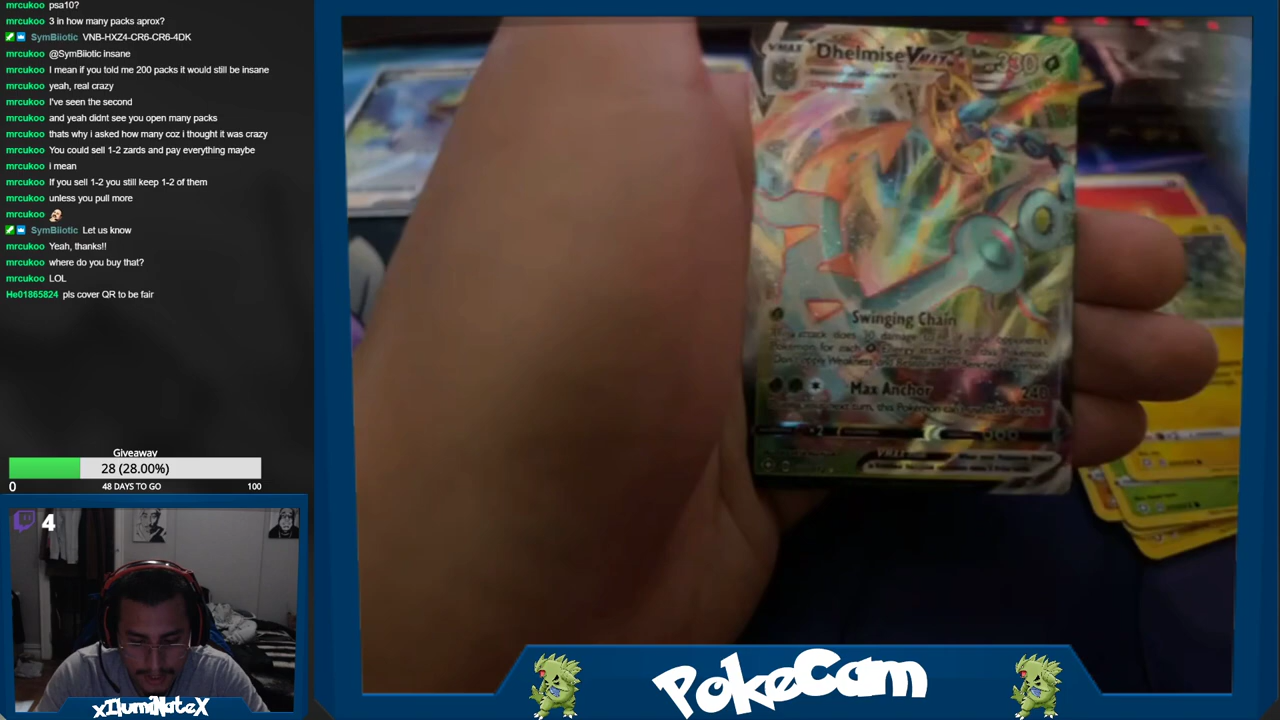 mrcukoo psa10?
mrcukoo 3 in how many packs aprox?
SymBiiotic VNB-HXZ4-CR6-CR6-4DK
mrcukoo @SymBliotic insane
mrcukoo I mean if you told me 200 packs it would still be insane
mrcukoo yeah, real crazy
mrcukoo I've seen the second
mrcukoo and yeah didnt see you open many packs
mrcukoo thats why i asked how many coz i thought it was crazy
mrcukoo You could sell 1-2 zards and pay everything maybe
mrcukoo i mean
mrcukoo If you sell 1-2 you still keep 1-2 of them
mrcukoo unless you pull more
mrcukoo
SymBiiotic Let us know
mrcukoo Yeah, thanks!!
mrcukoo where do you buy that?
mrcukoo LOL
He01865824 pls cover QR to be fair
Giveaway
28 (28.00%)
0 48 DAYS TO GO 100
4
xIlumiNateX
VMAX Dhelmise VMAX 330
Swinging Chain
Max Anchor 240
PokeCam